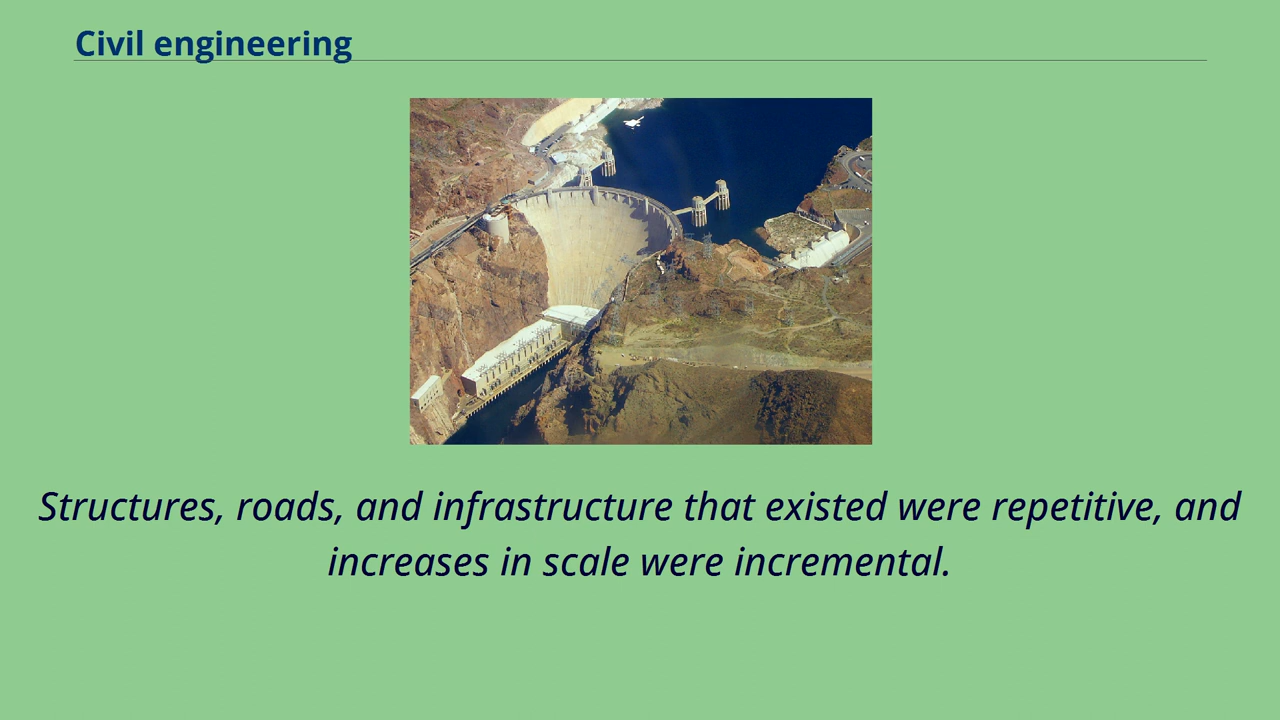 Civil engineering
Structures, roads, and infrastructure that existed were repetitive, and
increases in scale were incremental.